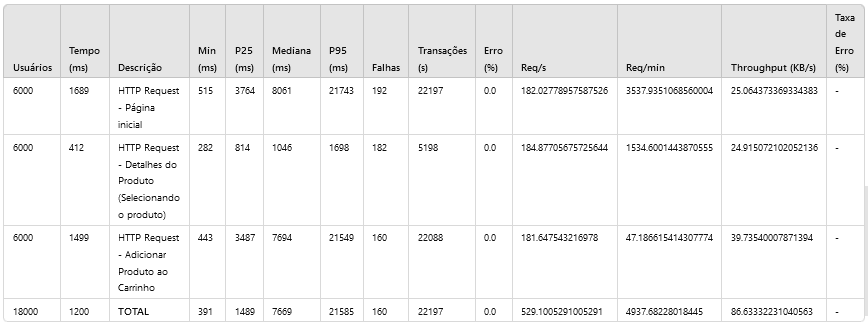 Usuários Tempo (ms) Descrição Min (ms) P25 (ms) Mediana (ms) P95 (ms) Falhas Transações (s) Erro (%) Req/s Req/min Throughput (KB/s) Taxa de Erro (%)
6000 1689 HTTP Request - Página inicial 515 3764 8061 21743 192 22197 0.0 182.02778957587526 3537.9351068560004 25.064373369334383 -
6000 412 HTTP Request - Detalhes do Produto (Selecionando o produto) 282 814 1046 1698 182 5198 0.0 184.87705675725644 1534.6001443870555 24.915072102052136 -
6000 1499 HTTP Request - Adicionar Produto ao Carrinho 443 3487 7694 21549 160 22088 0.0 181.647543216978 47.186615414307774 39.73540007871394 -
18000 1200 TOTAL 391 1489 7669 21585 160 22197 0.0 529.1005291005291 4937.68228018445 86.63332231040563 -